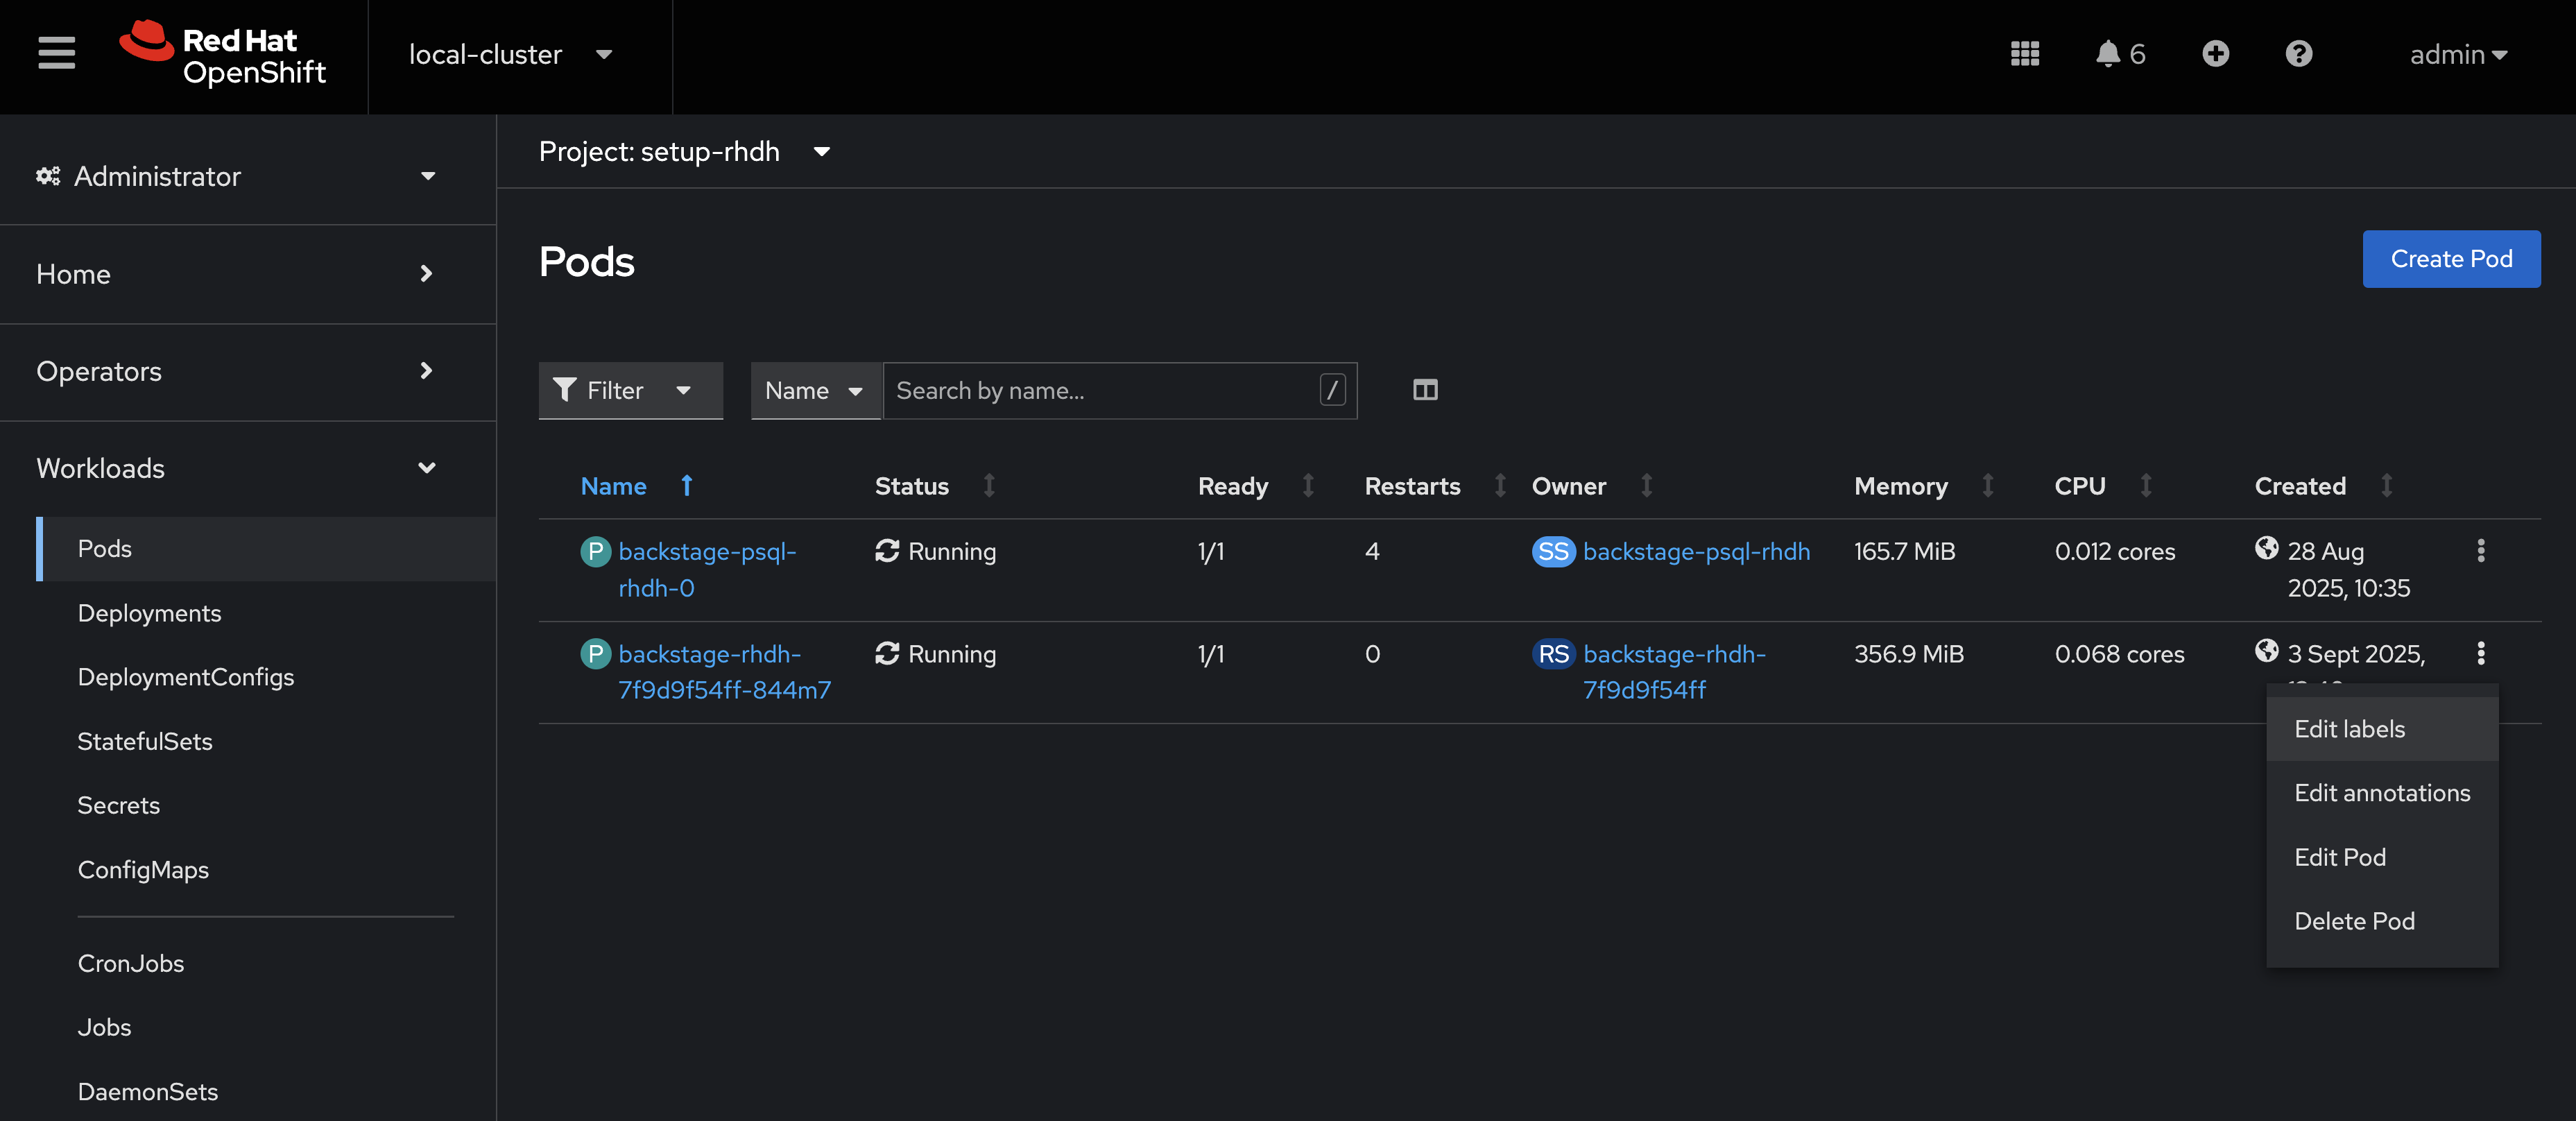 Red Hat
OpenShift
local-cluster
6
admin
Administrator
Project: setup-rhdh
Home
Operators
Workloads
Pods
Deployments
DeploymentConfigs
StatefulSets
Secrets
ConfigMaps
CronJobs
Jobs
DaemonSets
Pods
Create Pod
Filter
Name
Search by name...
/
Name Status Ready Restarts Owner Memory CPU Created
P backstage-psql- Running 1/1 4 SS backstage-psql-rhdh 165.7 MiB 0.012 cores 28 Aug
rhdh-0 2025, 10:35
P backstage-rhdh- Running 1/1 0 RS backstage-rhdh- 356.9 MiB 0.068 cores 3 Sept 2025,
7f9d9f54ff-844m7 7f9d9f54ff
Edit labels
Edit annotations
Edit Pod
Delete Pod